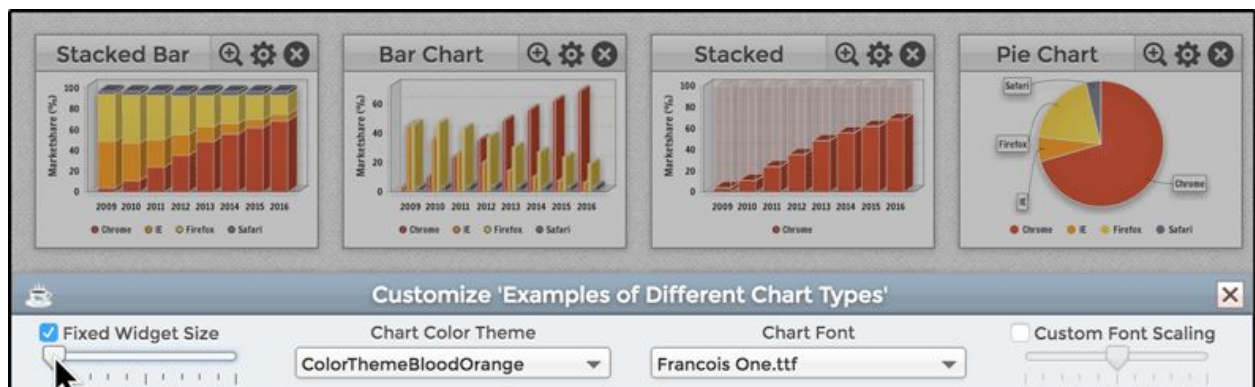 Stacked Bar
Marketshare (%)
100
80
60
40
20
0
2009 2010 2011 2012 2013 2014 2015 2016
Chrome IE Firefox Safari
Bar Chart
Marketshare (%)
60
40
20
0
2009 2010 2011 2012 2013 2014 2015 2016
Chrome IE Firefox Safari
Stacked
Marketshare (%)
100
80
60
40
20
0
2009 2010 2011 2012 2013 2014 2015 2016
Chrome
Pie Chart
Safari
Firefox
IE
Chrome
Chrome IE Firefox Safari
Customize 'Examples of Different Chart Types'
Fixed Widget Size
Chart Color Theme
ColorThemeBloodOrange
Chart Font
Francois One.ttf
Custom Font Scaling